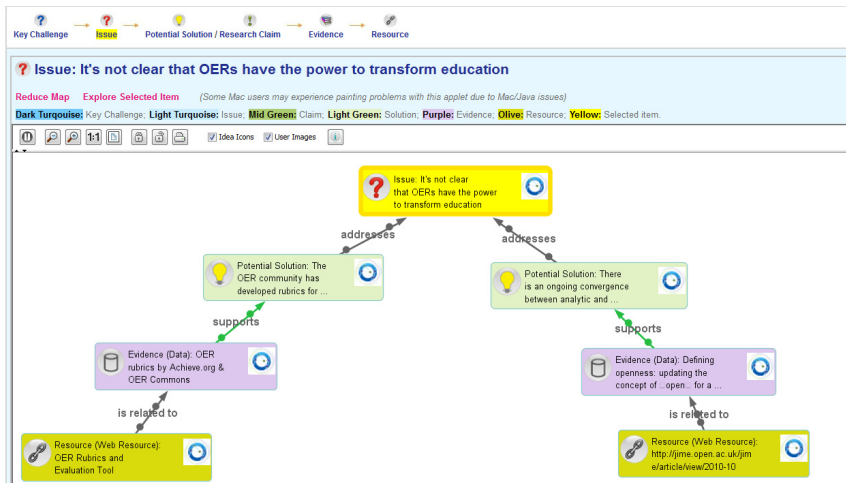 Key Challenge Issue Potential Solution / Research Claim Evidence Resource
Issue: It's not clear that OERs have the power to transform education
Reduce Map Explore Selected Item (Some Mac users may experience painting problems with this applet due to Mac/Java issues)
Dark Turqouise: Key Challenge; Light Turquoise: Issue; Mid Green: Claim; Light Green: Solution; Purple: Evidence; Olive: Resource; Yellow: Selected item.
1:1 Idea Icons User Images
Issue: It's not clear
that OERs have the power
to transform education
addresses
addresses
Potential Solution: The
OER community has
developed rubrics for ...
Potential Solution: There
is an ongoing convergence
between analytic and ...
supports
supports
Evidence (Data): OER
rubrics by Achieve.org &
OER Commons
Evidence (Data): Defining
openness: updating the
concept of "open" for a ...
is related to
is related to
Resource (Web Resource):
OER Rubrics and
Evaluation Tool
Resource (Web Resource):
http://jime.open.ac.uk/jim
e/article/view/2010-10